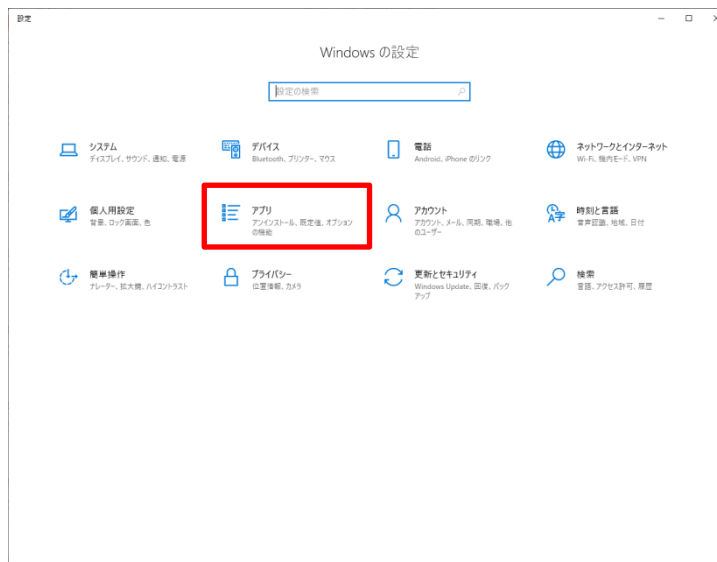 設定
Windows の設定
設定の検索
システム
ディスプレイ、サウンド、通知、電源
デバイス
Bluetooth、プリンター、マウス
電話
Android、iPhone のリンク
ネットワークとインターネット
Wi-Fi、機内モード、VPN
個人用設定
背景、ロック画面、色
アプリ
アンインストール、既定値、オプション
の機能
アカウント
アカウント、メール、同期、職場、他
のユーザー
時刻と言語
音声認識、地域、日付
簡単操作
ナレーター、拡大鏡、ハイコントラスト
プライバシー
位置情報、カメラ
更新とセキュリティ
Windows Update、回復、バック
アップ
検索
言語、アクセス許可、履歴